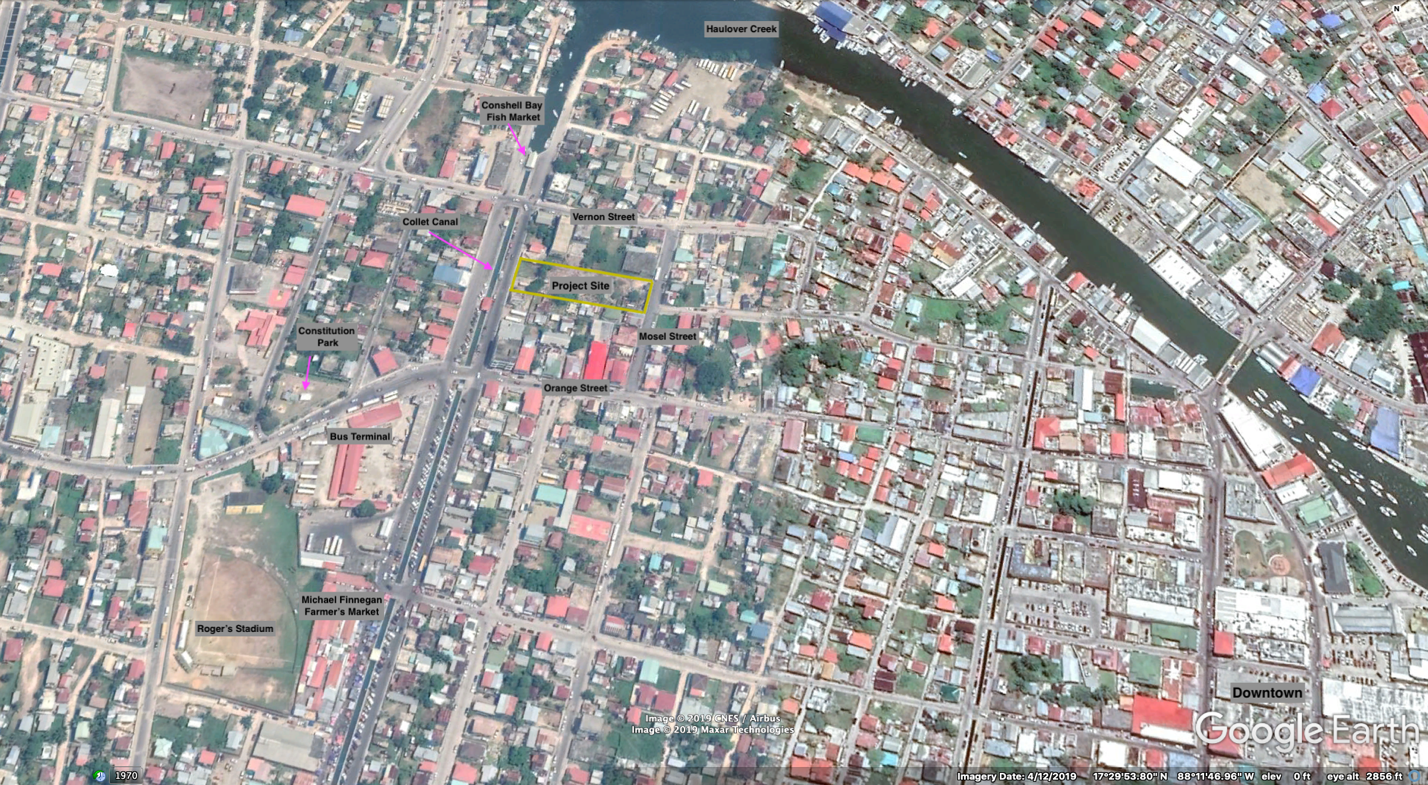 N
Haulover Creek
Conshell Bay
Fish Market
Collet Canal
Vernon Street
Project Site
Constitution
Park
Mosel Street
Orange Street
Bus Terminal
Michael Finnegan
Farmer's Market
Roger's Stadium
Downtown
Image © 2019 CNES / Airbus
Image © 2019 Maxar Technologies
Google Earth
1970
Imagery Date: 4/12/2019 17°29'53.80" N 88°11'46.96" W elev 0 ft eye alt 2856 ft